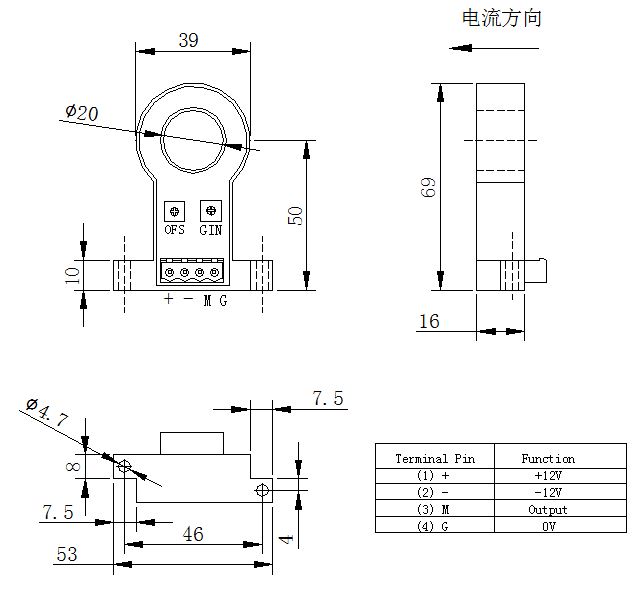 电流方向
39
Ø20
69
50
OFS GIN
10
+ - M G
16
7.5
Ø4.7
8
7.5
46
4
53
Terminal Pin Function
(1) + +12V
(2) - -12V
(3) M Output
(4) G 0V